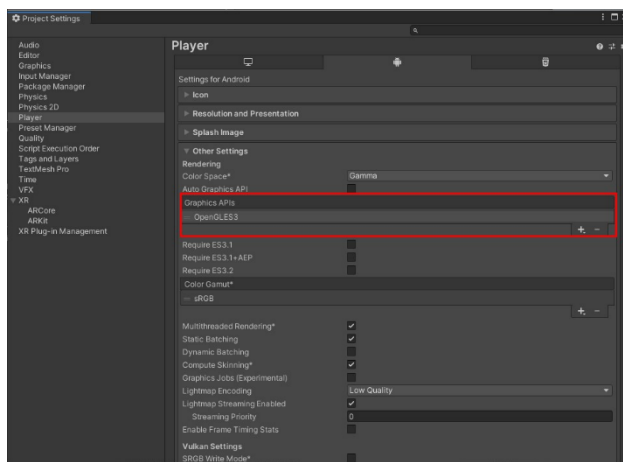 Project Settings
Audio
Editor
Graphics
Input Manager
Package Manager
Physics
Physics 2D
Player
Preset Manager
Quality
Script Execution Order
Tags and Layers
TextMesh Pro
Time
VFX
XR
ARCore
ARKit
XR Plug-in Management
Player
Settings for Android
Icon
Resolution and Presentation
Splash Image
Other Settings
Rendering
Color Space* Gamma
Auto Graphics API
Graphics APIs
OpenGLES3
Require ES3.1
Require ES3.1+AEP
Require ES3.2
Color Gamut*
sRGB
Multithreaded Rendering*
Static Batching
Dynamic Batching
Compute Skinning*
Graphics Jobs (Experimental)
Lightmap Encoding Low Quality
Lightmap Streaming Enabled
Streaming Priority 0
Enable Frame Timing Stats
Vulkan Settings
SRGB Write Mode*